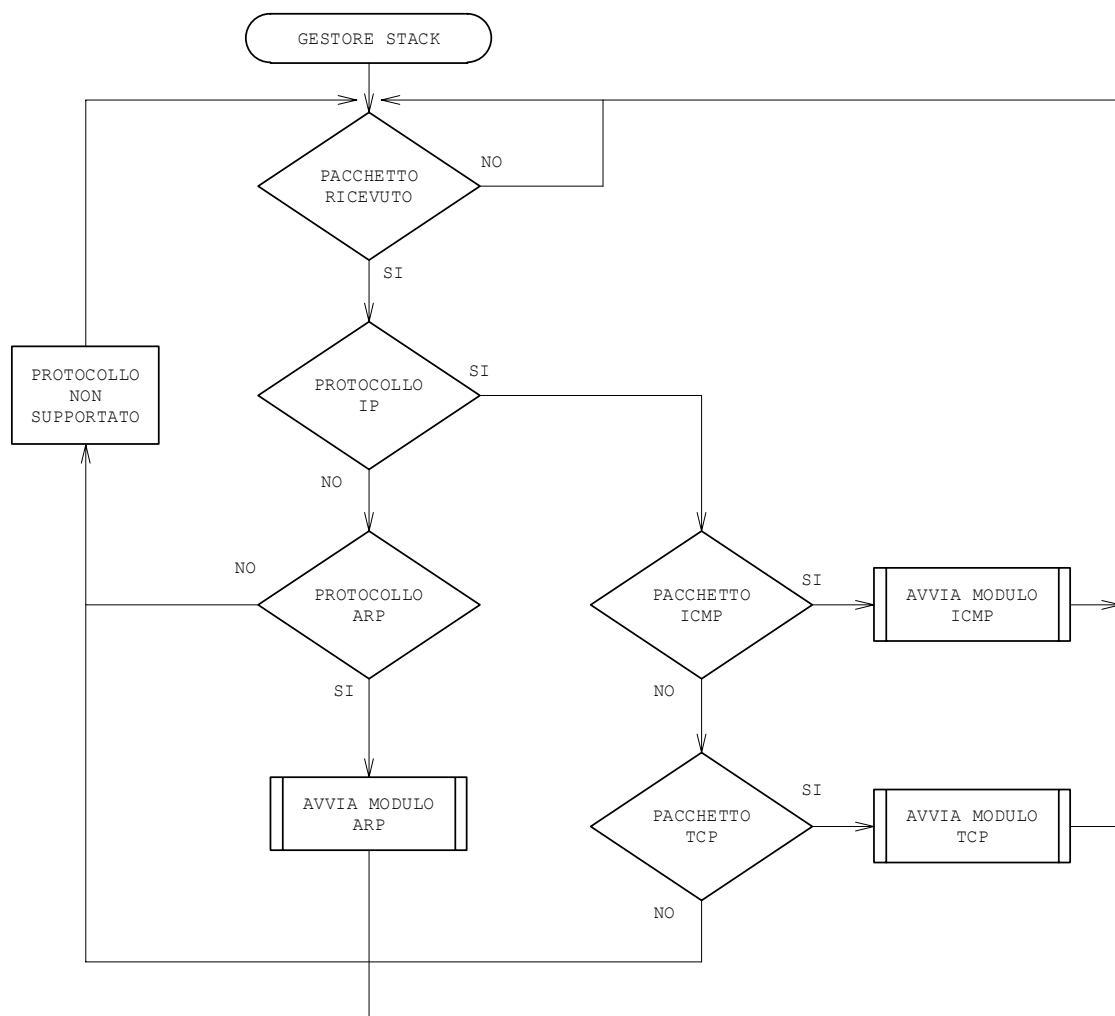 GESTORE STACK
PACCHETTO
RICEVUTO
NO
SI
PROTOCOLLO
NON
SUPPORTATO
PROTOCOLLO
IP
SI
NO
NO
PROTOCOLLO
ARP
SI
PACCHETTO
ICMP
SI
AVVIA MODULO
ICMP
NO
AVVIA MODULO
ARP
PACCHETTO
TCP
SI
AVVIA MODULO
TCP
NO